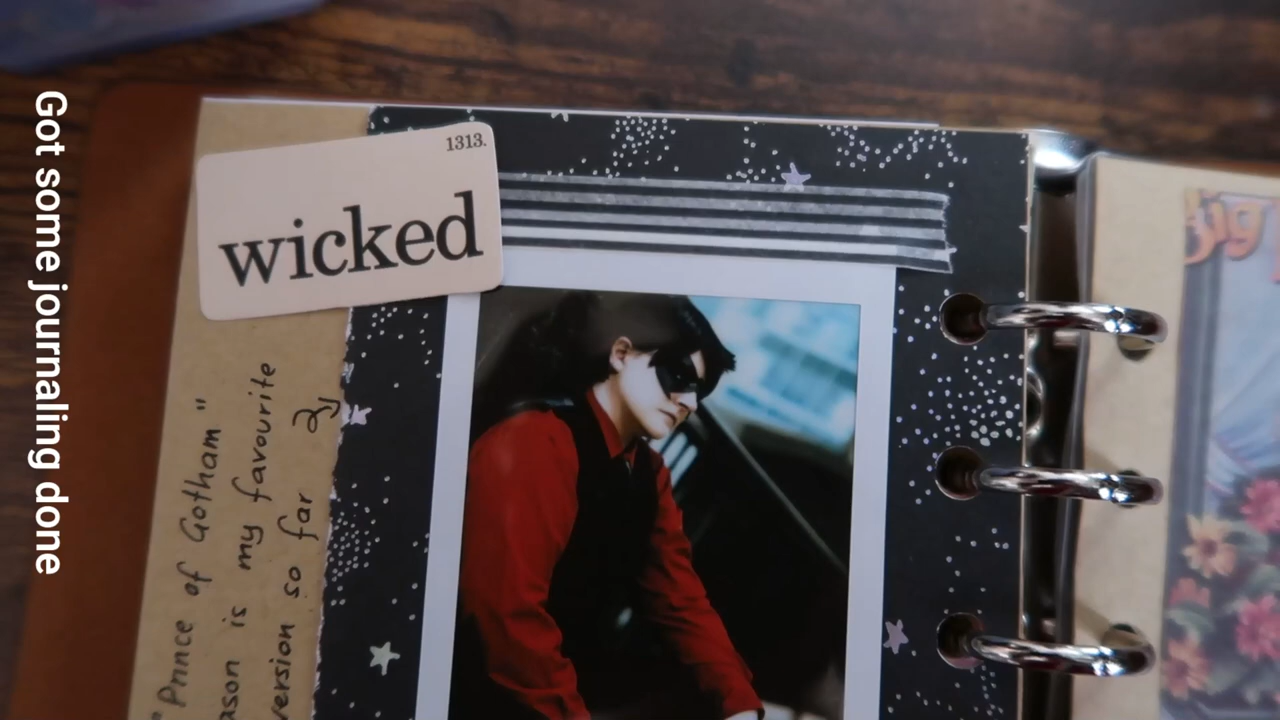 Got some journaling done
1313.
wicked
"Prince of Gotham"
ason is my favourite
version so far